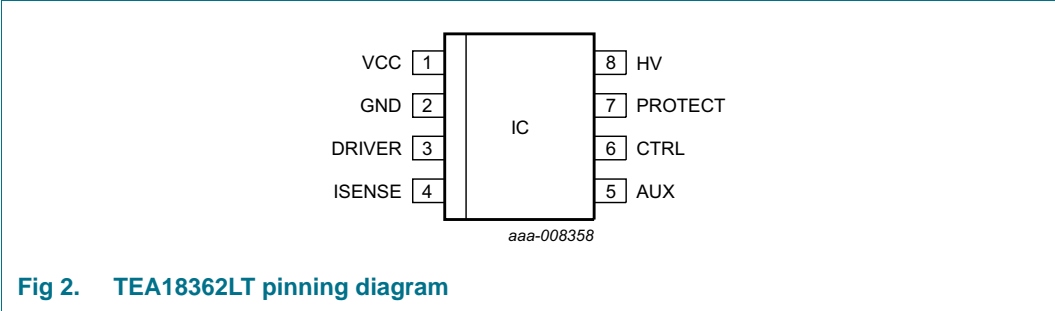 VCC 1 8 HV
GND 2 7 PROTECT
IC
DRIVER 3 6 CTRL
ISENSE 4 5 AUX
aaa-008358
Fig 2. TEA18362LT pinning diagram